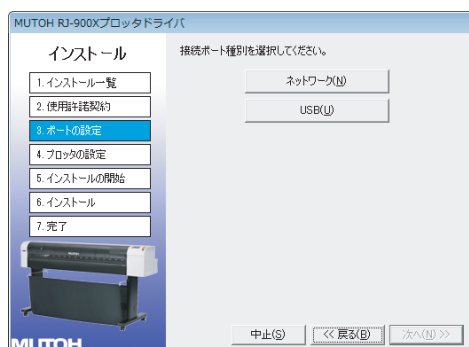 MUTOH RJ-900Xプロッタドライバ
インストール
1. インストール一覧
2. 使用許諾契約
3. ポートの設定
4. プロッタの設定
5. インストールの開始
6. インストール
7. 完了
MUTOH
接続ポート種別を選択してください。
ネットワーク(N)
USB(U)
中止(S)
<< 戻る(B)
次へ(N) >>